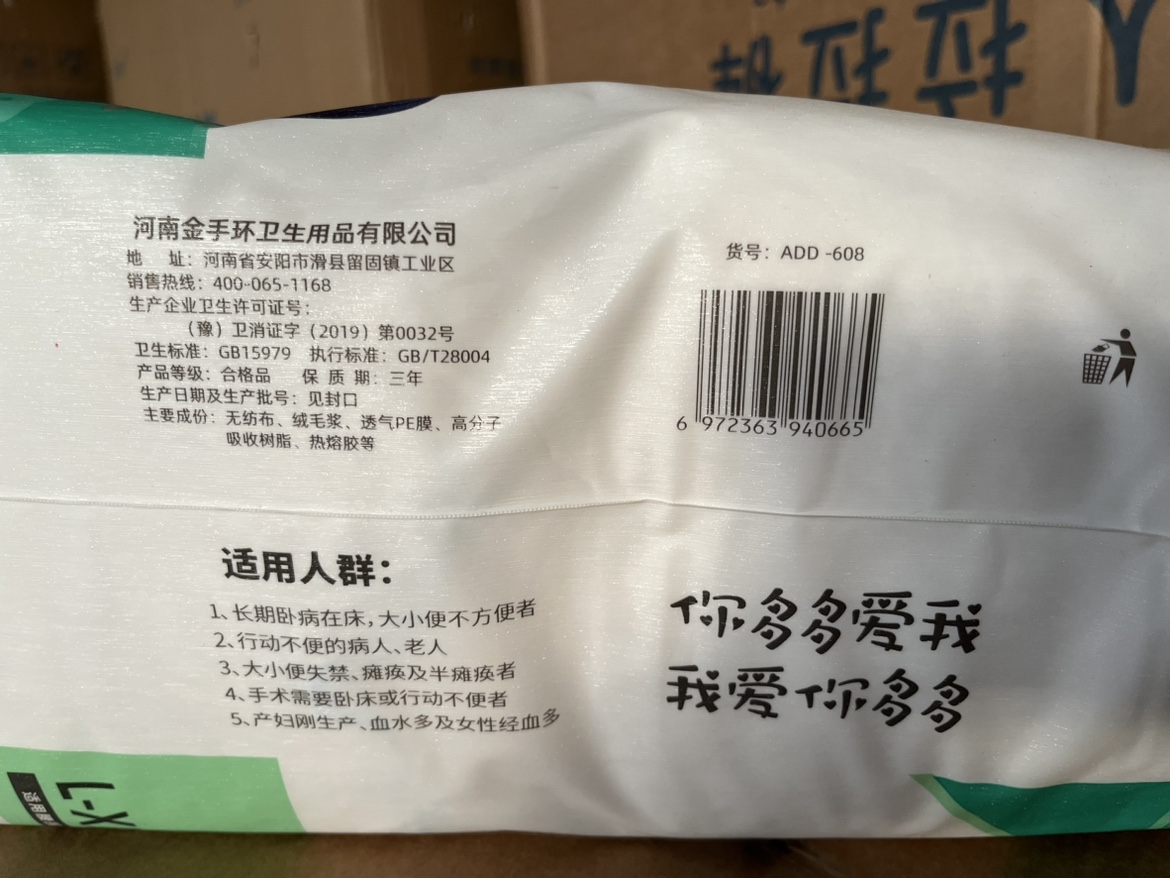 拉拉
河南金手环卫生用品有限公司
地 址：河南省安阳市滑县留固镇工业区
销售热线：400-065-1168
生产企业卫生许可证号：
（豫）卫消证字（2019）第0032号
卫生标准：GB15979 执行标准：GB/T28004
产品等级：合格品 保 质 期：三年
生产日期及生产批号：见封口
主要成份：无纺布、绒毛浆、透气PE膜、高分子
吸收树脂、热熔胶等
货号：ADD -608
6 972363 940665
适用人群：
1、长期卧病在床，大小便不方便者
2、行动不便的病人、老人
3、大小便失禁、瘫痪及半瘫痪者
4、手术需要卧床或行动不便者
5、产妇刚生产、血水多及女性经血多
你多多爱我
我爱你多多